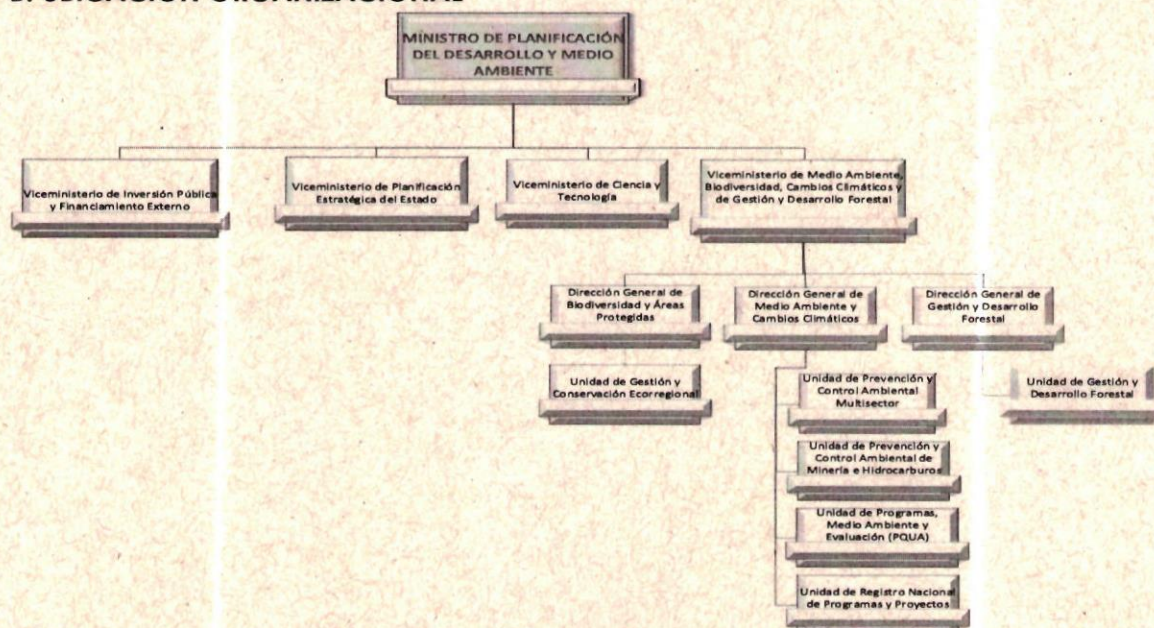 B. UBICACIÓN ORGANIZACIONAL
MINISTRO DE PLANIFICACIÓN
DEL DESARROLLO Y MEDIO
AMBIENTE
Viceministerio de Inversión Pública
y Financiamiento Externo
Viceministerio de Planificación
Estratégica del Estado
Viceministerio de Ciencia y
Tecnología
Viceministerio de Medio Ambiente,
Biodiversidad, Cambios Climáticos y
de Gestión y Desarrollo Forestal
Dirección General de
Biodiversidad y Áreas
Protegidas
Dirección General de
Medio Ambiente y
Cambios Climáticos
Dirección General de
Gestión y Desarrollo
Forestal
Unidad de Gestión y
Conservación Ecorregional
Unidad de Prevención y
Control Ambiental
Multisector
Unidad de Gestión y
Desarrollo Forestal
Unidad de Prevención y
Control Ambiental de
Minería e Hidrocarburos
Unidad de Programas,
Medio Ambiente y
Evaluación (PQUA)
Unidad de Registro Nacional
de Programas y Proyectos